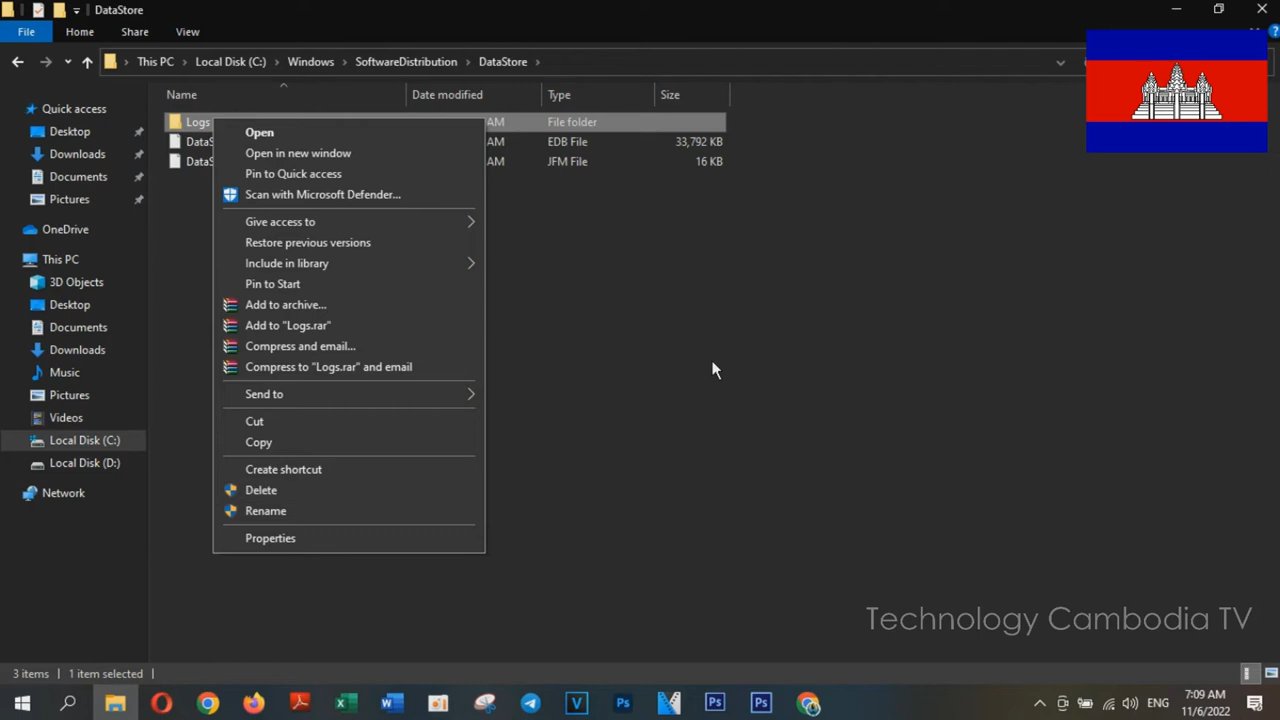 DataStore
File Home Share View
This PC Local Disk (C:) Windows SoftwareDistribution DataStore
Name Date modified Type Size
Quick access
Desktop
Downloads
Documents
Pictures
OneDrive
This PC
3D Objects
Desktop
Documents
Downloads
Music
Pictures
Videos
Local Disk (C:)
Local Disk (D:)
Network
Logs AM File folder
DataS AM EDB File 33,792 KB
DataS AM JFM File 16 KB
Open
Open in new window
Pin to Quick access
Scan with Microsoft Defender...
Give access to
Restore previous versions
Include in library
Pin to Start
Add to archive...
Add to "Logs.rar"
Compress and email...
Compress to "Logs.rar" and email
Send to
Cut
Copy
Create shortcut
Delete
Rename
Properties
Technology Cambodia TV
3 items 1 item selected
ENG
7:09 AM
11/6/2022